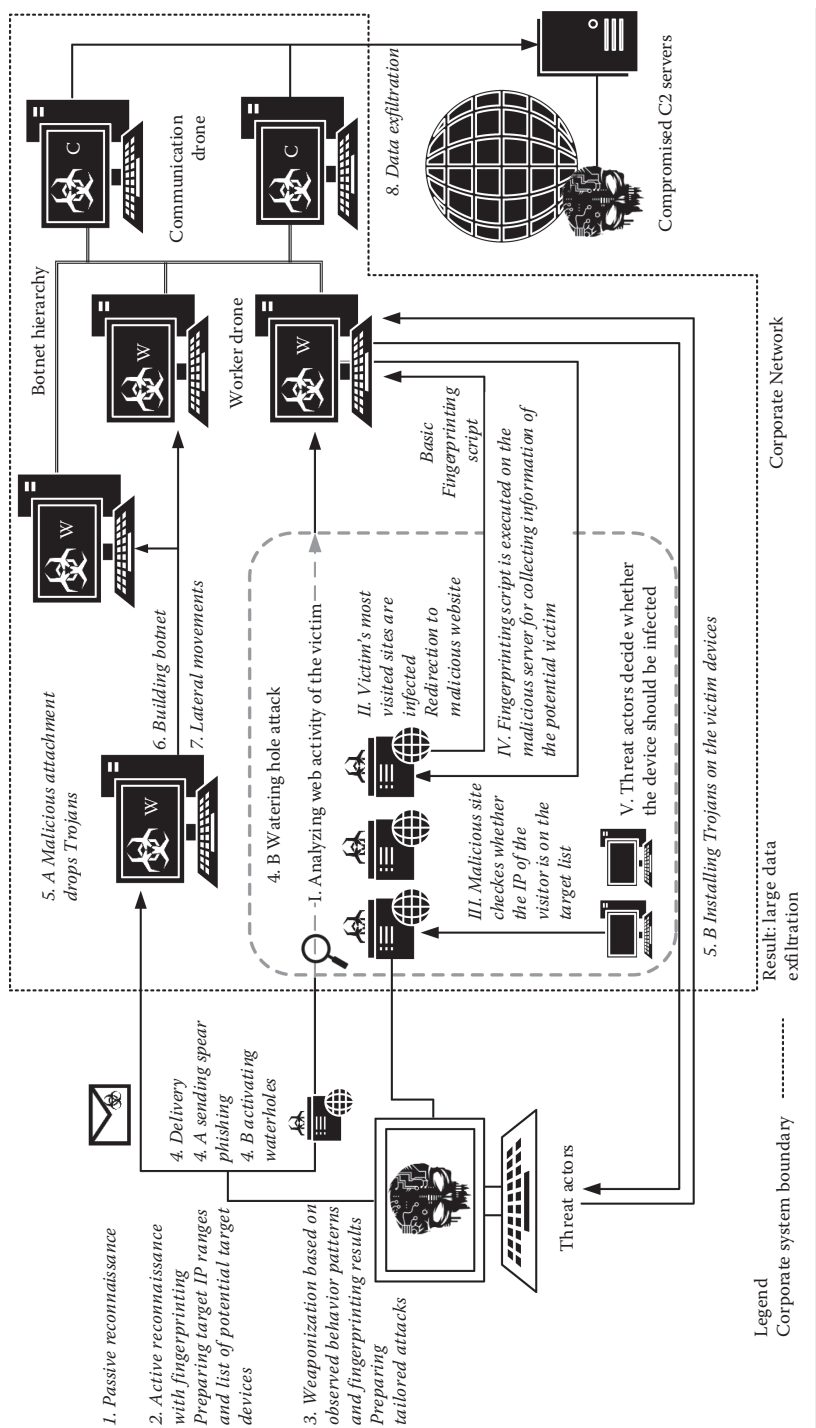 1. Passive reconnaissance
2. Active reconnaissance
with fingerprinting
Preparing target IP ranges
and list of potential target
devices
3. Weaponization based on
observed behavior patterns
and fingerprinting results
Preparing
tailored attacks
4. Delivery
4. A sending spear
phishing
4. B activating
waterholes
Threat actors
5. A Malicious attachment
drops Trojans
W
6. Building botnet
7. Lateral movements
W
Botnet hierarchy
W
Worker drone
W
C
Communication
drone
C
4. B Watering hole attack
I. Analyzing web activity of the victim
II. Victim's most
visited sites are
infected
Redirection to
malicious website
III. Malicious site
checkes whether
the IP of the
visitor is on the
target list
Basic
Fingerprinting
script
IV. Fingerprinting script is executed on the
malicious server for collecting information of
the potential victim
V. Threat actors decide whether
the device should be infected
5. B Installing Trojans on the victim devices
8. Data exfiltration
Compromised C2 servers
Corporate Network
Result: large data
exfiltration
Legend
Corporate system boundary